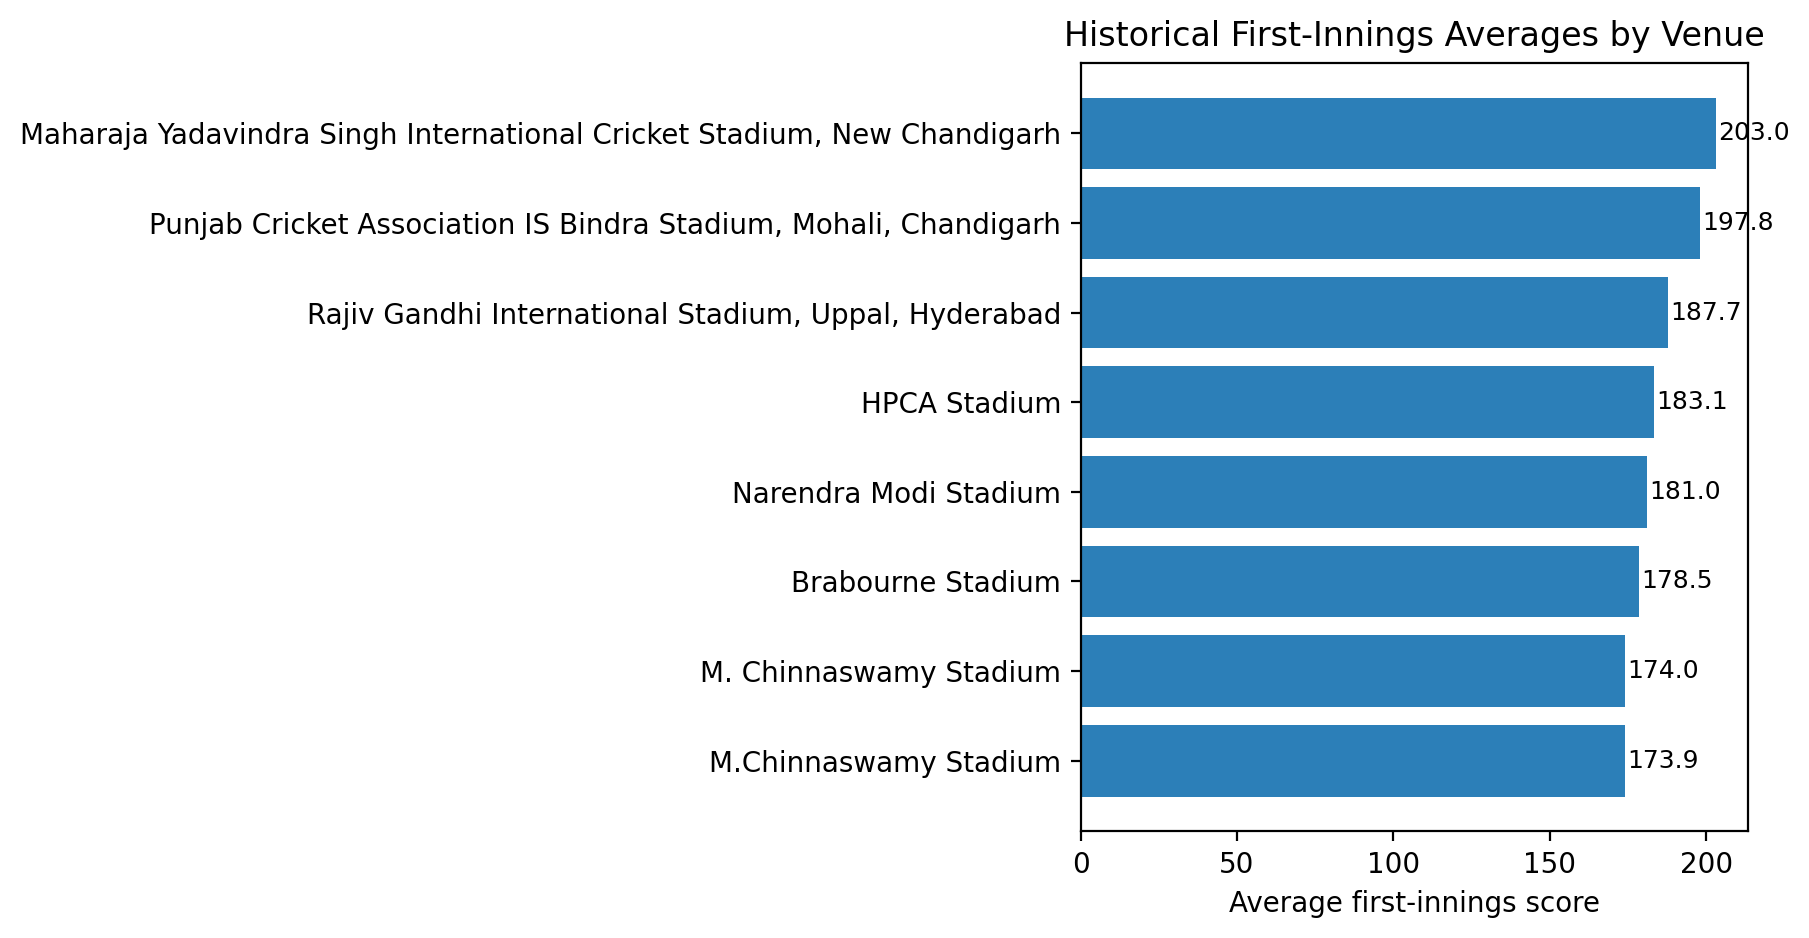 Historical First-Innings Averages by Venue
Maharaja Yadavindra Singh International Cricket Stadium, New Chandigarh 203.0
Punjab Cricket Association IS Bindra Stadium, Mohali, Chandigarh 197.8
Rajiv Gandhi International Stadium, Uppal, Hyderabad 187.7
HPCA Stadium 183.1
Narendra Modi Stadium 181.0
Brabourne Stadium 178.5
M. Chinnaswamy Stadium 174.0
M.Chinnaswamy Stadium 173.9
0 50 100 150 200
Average first-innings score